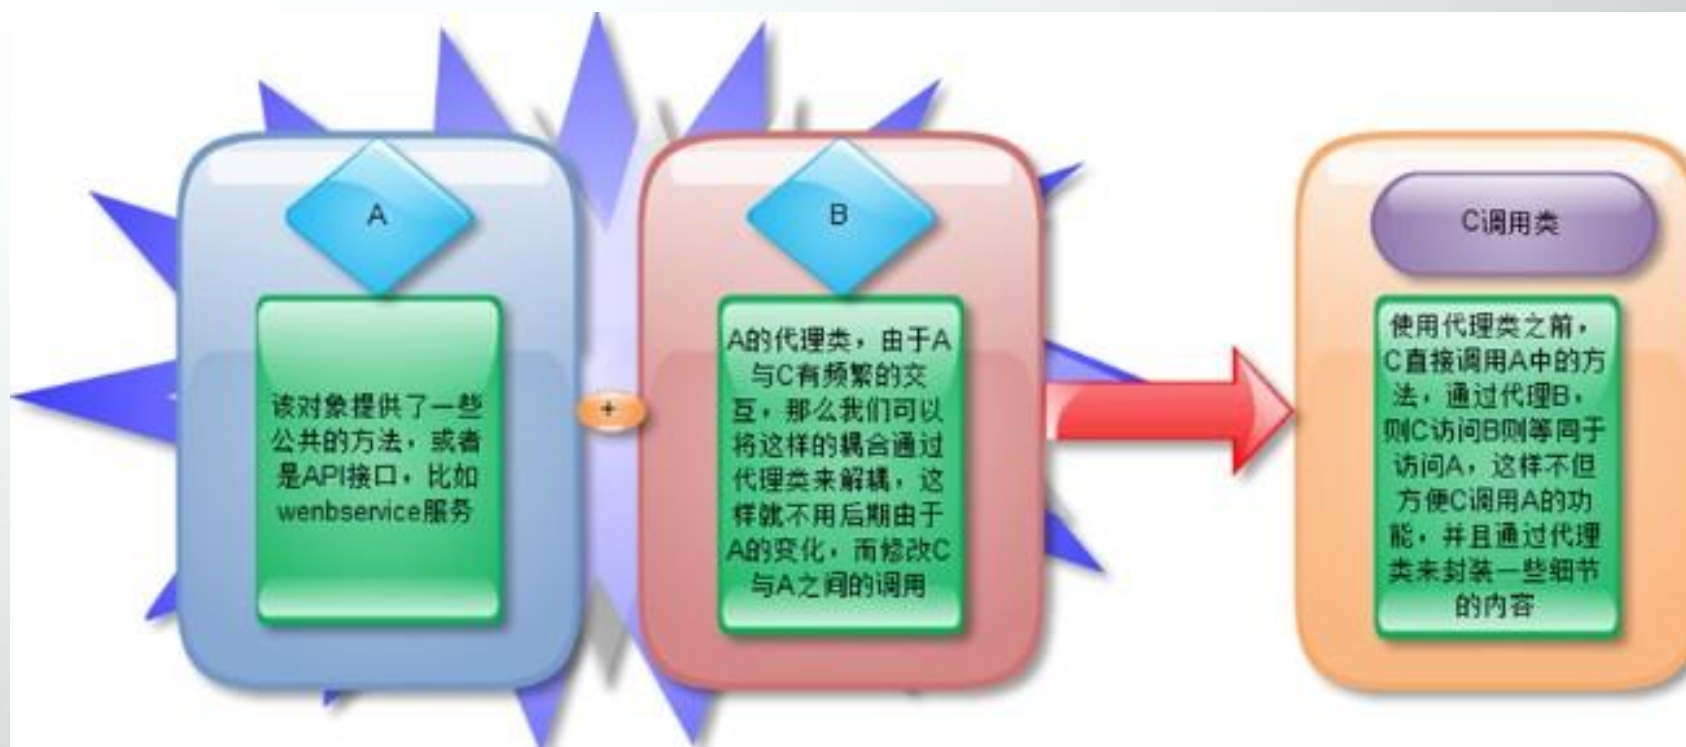 A
该对象提供了一些
公共的方法，或者
是API接口，比如
wenbservice服务
+
B
A的代理类，由于A
与C有频繁的交
互，那么我们可以
将这样的耦合通过
代理类来解耦，这
样就不用后期由于
A的变化，而修改C
与A之间的调用
C调用类
使用代理类之前，
C直接调用A中的方
法，通过代理B，
则C访问B则等同于
访问A，这样不但
方便C调用A的功
能，并且通过代理
类来封装一些细节
的内容